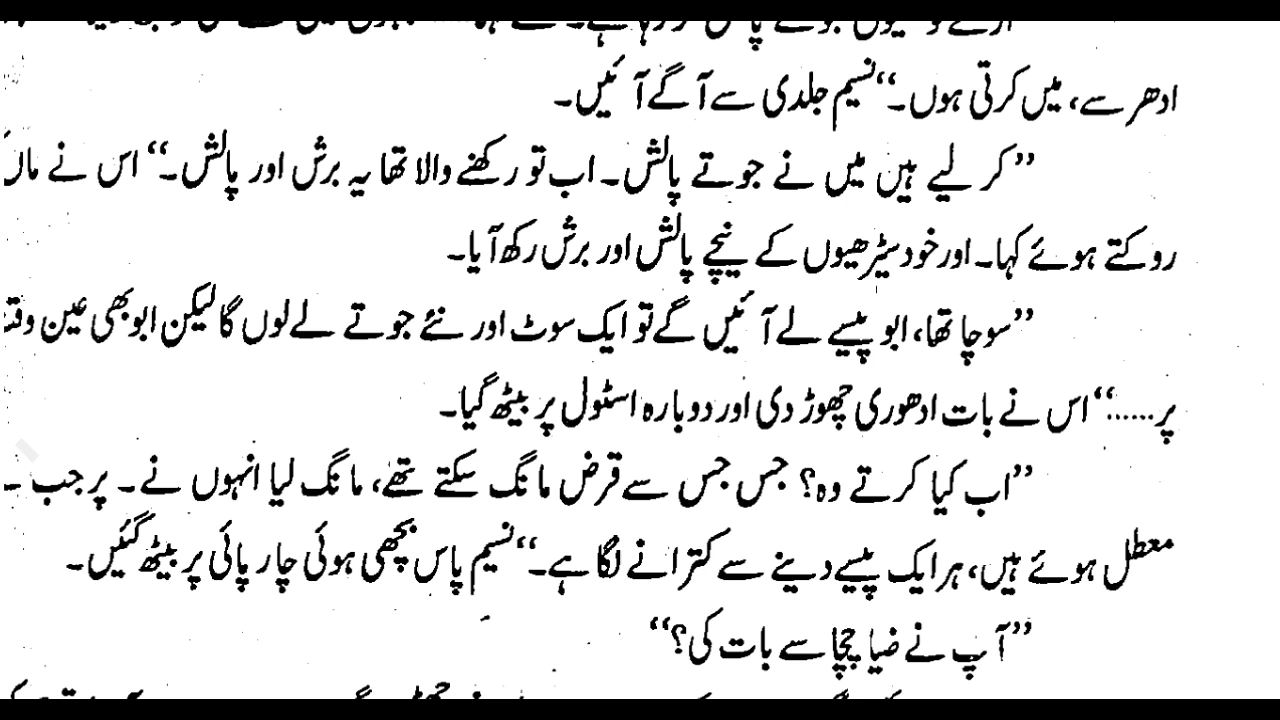 ادھر سے، میں کرتی ہوں۔‘‘ نسیم جلدی سے آگے آئیں۔
’’کر لیے ہیں میں نے جوتے پالش۔ اب تو رکھنے والا تھا یہ برش اور پالش۔‘‘ اس نے ماں
روکتے ہوئے کہا۔ اور خود سیڑھیوں کے نیچے پالش اور برش رکھ آیا۔
’’سوچا تھا، ابو پیسے لے آئیں گے تو ایک سوٹ اور نئے جوتے لے لوں گا لیکن ابو بھی عین
پر......‘‘ اس نے بات ادھوری چھوڑ دی اور دوبارہ اسٹول پر بیٹھ گیا۔
’’اب کیا کرتے وہ؟ جس جس سے قرض مانگ سکتے تھے، مانگ لیا انہوں نے۔ پر جب
معطل ہوئے ہیں، ہر ایک پیسے دینے سے کترانے لگا ہے۔‘‘ نسیم پاس بچھی ہوئی چارپائی پر بیٹھ گئیں۔
’’آپ نے ضیا چچا سے بات کی؟‘‘